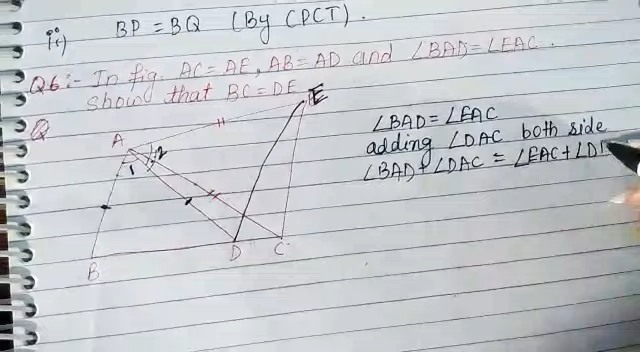 ii) BP = BQ (By CPCT).
Q6:- In fig. AC = AE, AB = AD and ∠BAD = ∠EAC.
show that BC = DE
Q
E
A
1
2
B
D
C
∠BAD = ∠EAC
adding ∠DAC both side
∠BAD + ∠DAC = ∠EAC + ∠D